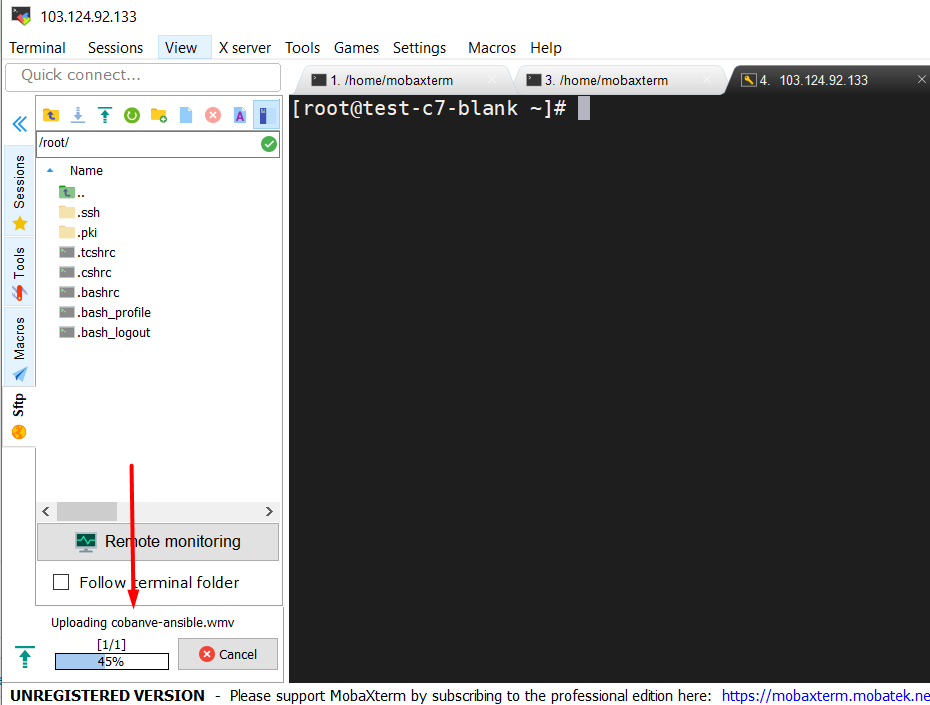 103.124.92.133
Terminal Sessions View X server Tools Games Settings Macros Help
Quick connect...
1. /home/mobaxterm
3. /home/mobaxterm
4. 103.124.92.133
[root@test-c7-blank ~]#
/root/
Sessions
Tools
Macros
Sftp
Name
..
.ssh
.pki
.tcshrc
.cshrc
.bashrc
.bash_profile
.bash_logout
Remote monitoring
Follow terminal folder
Uploading cobanve-ansible.wmv
[1/1]
45%
Cancel
UNREGISTERED VERSION - Please support MobaXterm by subscribing to the professional edition here: https://mobaxterm.mobatek.ne